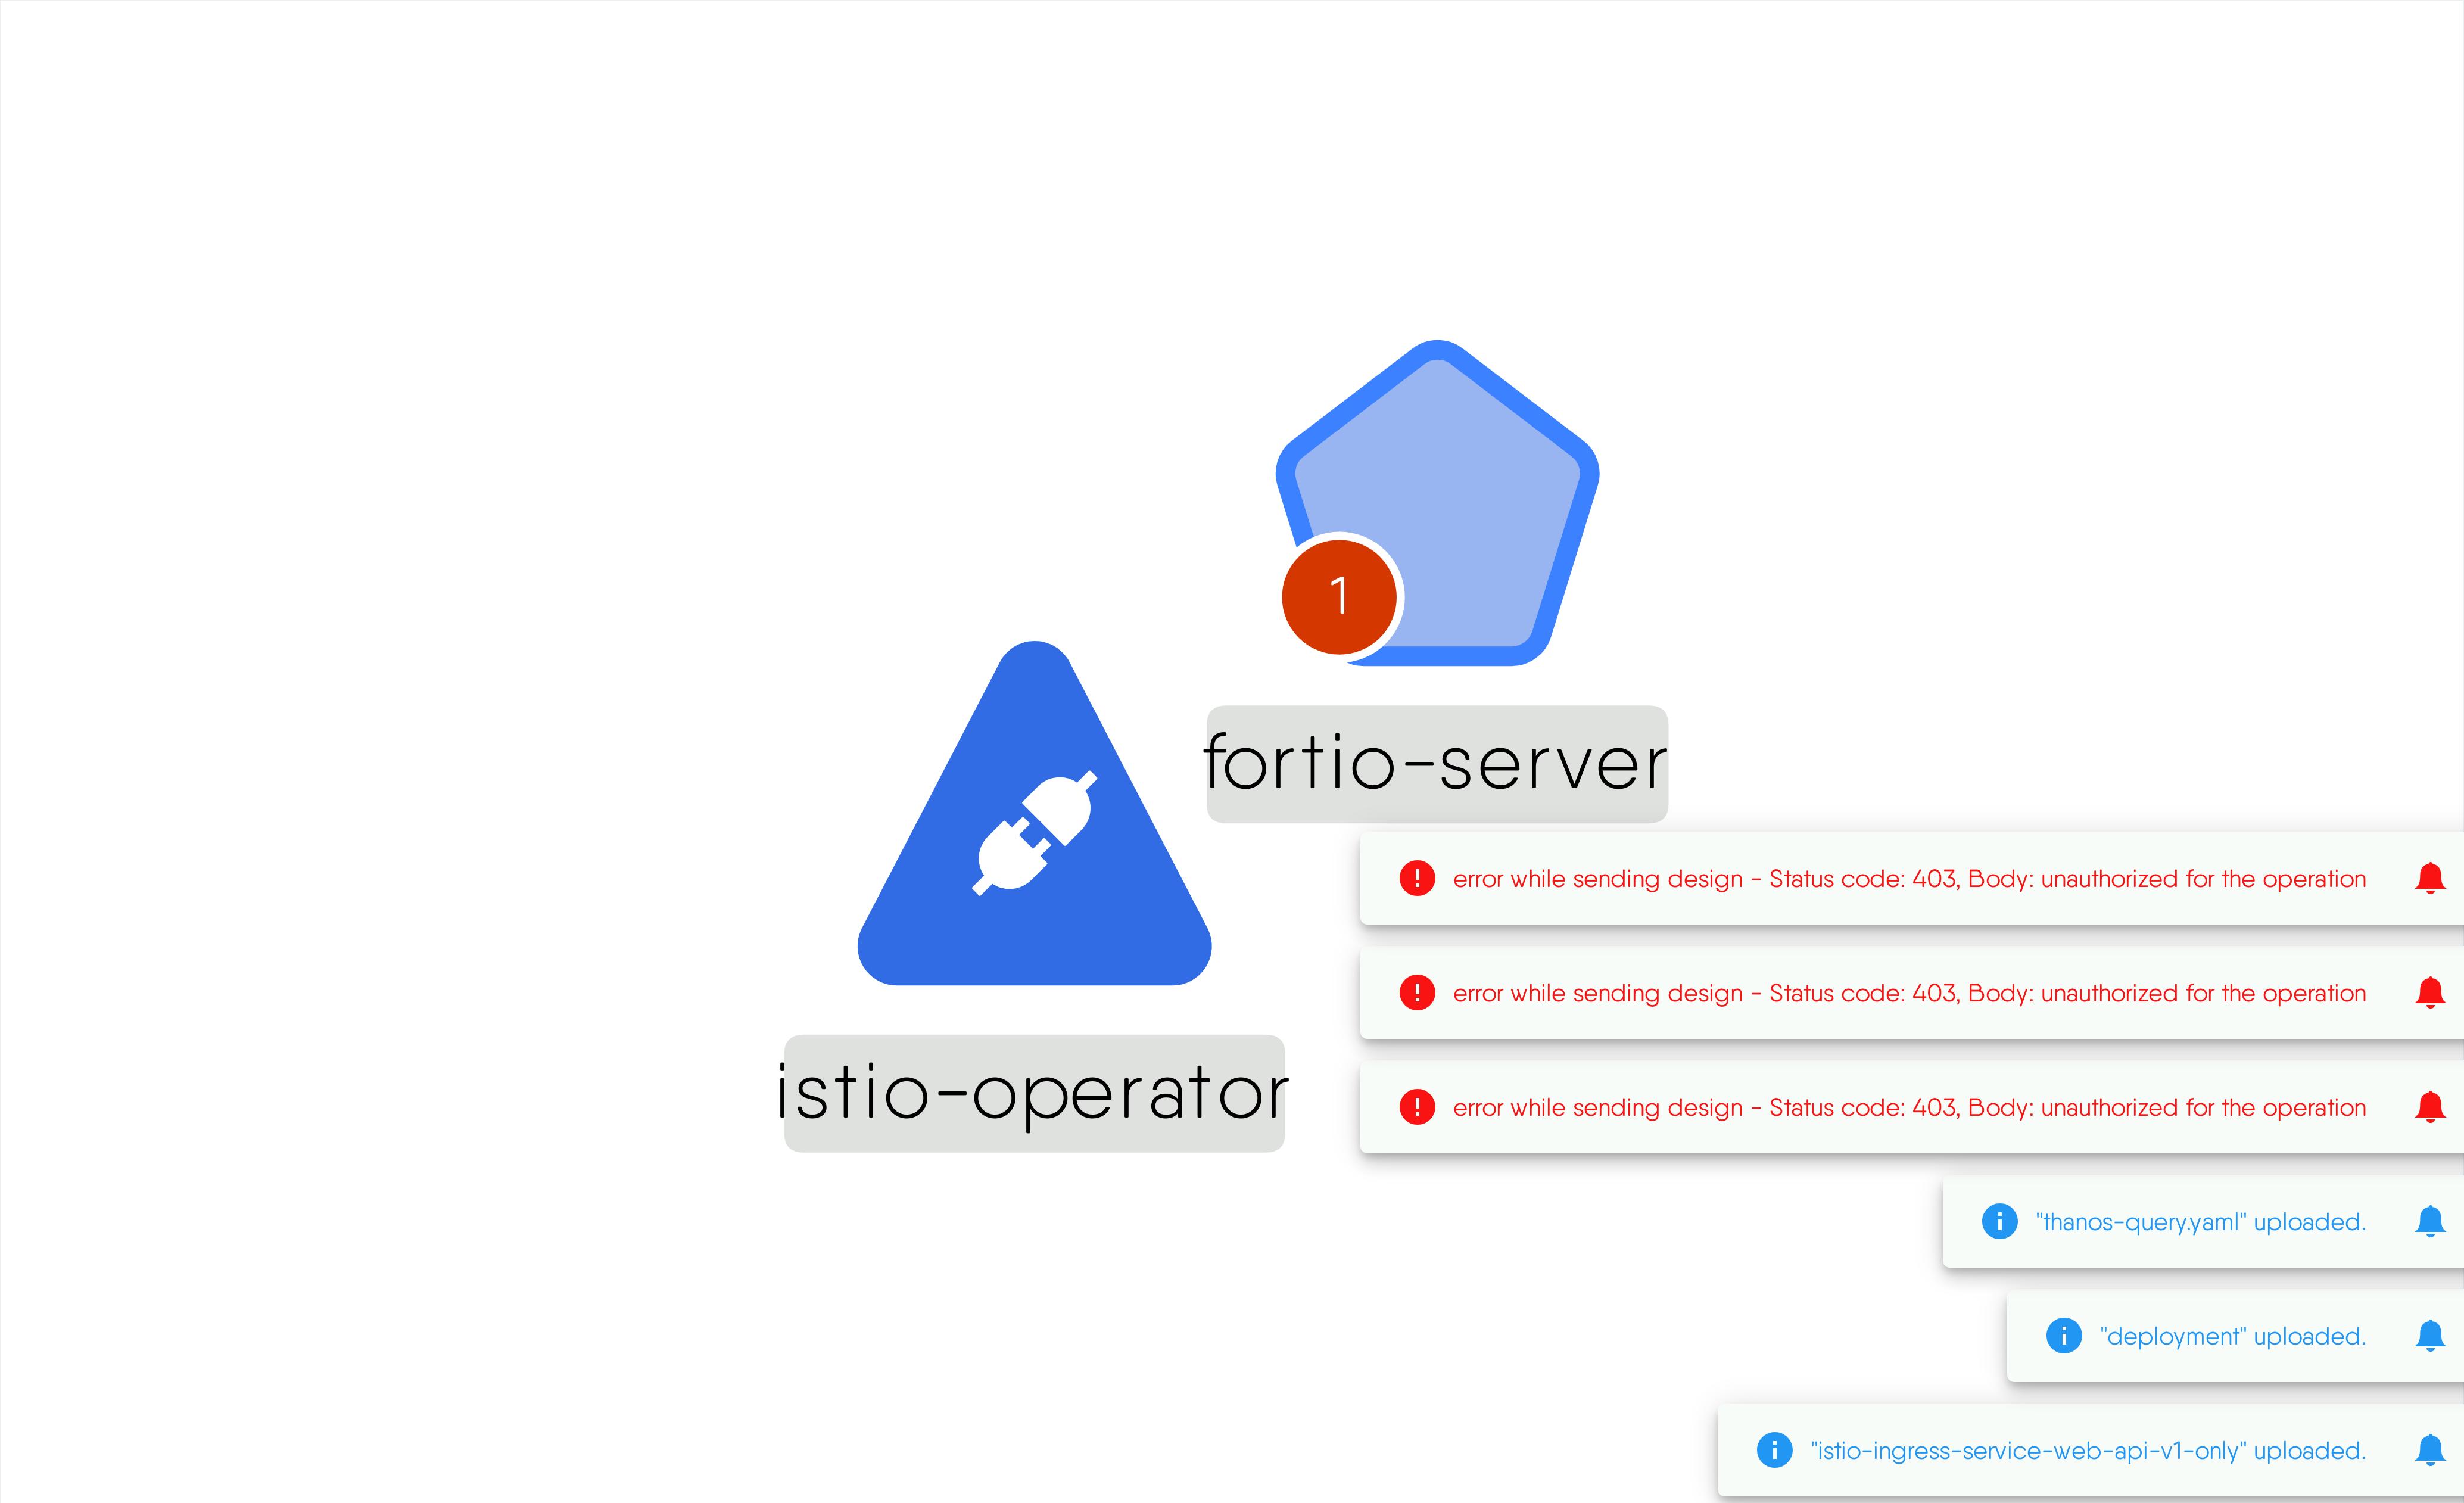 1
fortio-server
istio-operator
error while sending design - Status code: 403, Body: unauthorized for the operation
error while sending design - Status code: 403, Body: unauthorized for the operation
error while sending design - Status code: 403, Body: unauthorized for the operation
"thanos-query.yaml" uploaded.
"deployment" uploaded.
"istio-ingress-service-web-api-v1-only" uploaded.